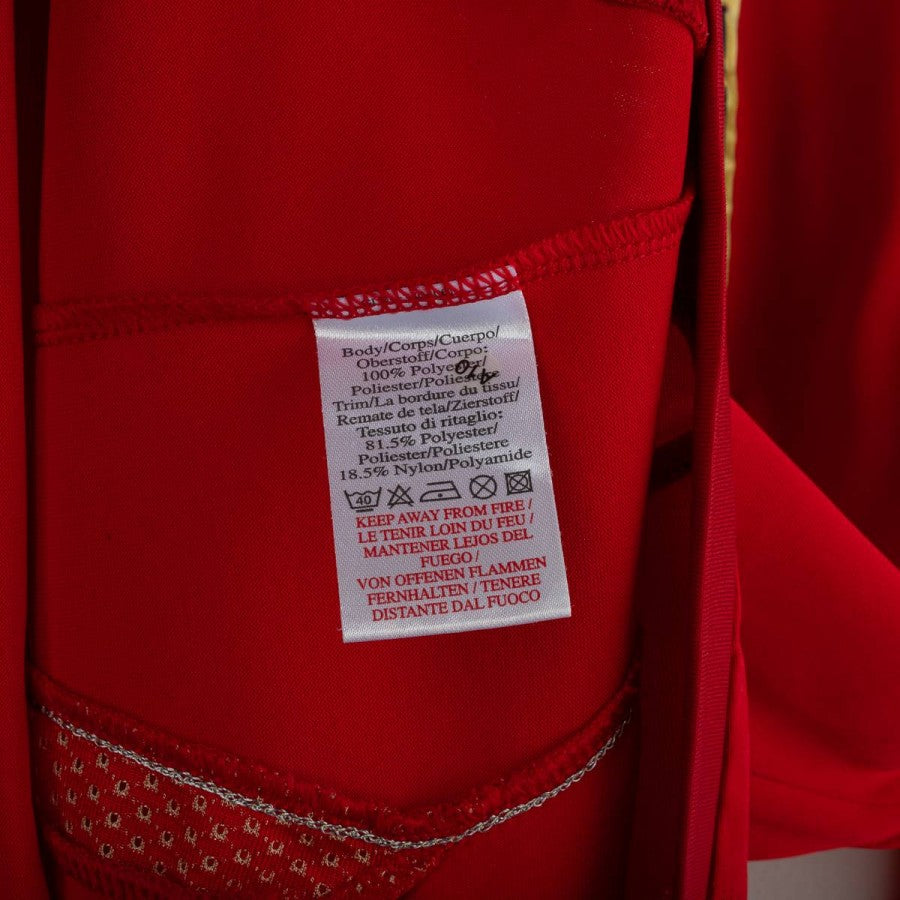 Body/Corps/Cuerpo/
Oberstoff/Corpo:
100% Polyester/
Poliester/Poliestere
Trim/La bordure du tissu/
Remate de tela/Zierstoff/
Tessuto di ritaglio:
81.5% Polyester/
Poliester/Poliestere
18.5% Nylon/Polyamide
40
KEEP AWAY FROM FIRE /
LE TENIR LOIN DU FEU /
MANTENER LEJOS DEL
FUEGO /
VON OFFENEN FLAMMEN
FERNHALTEN / TENERE
DISTANTE DAL FUOCO